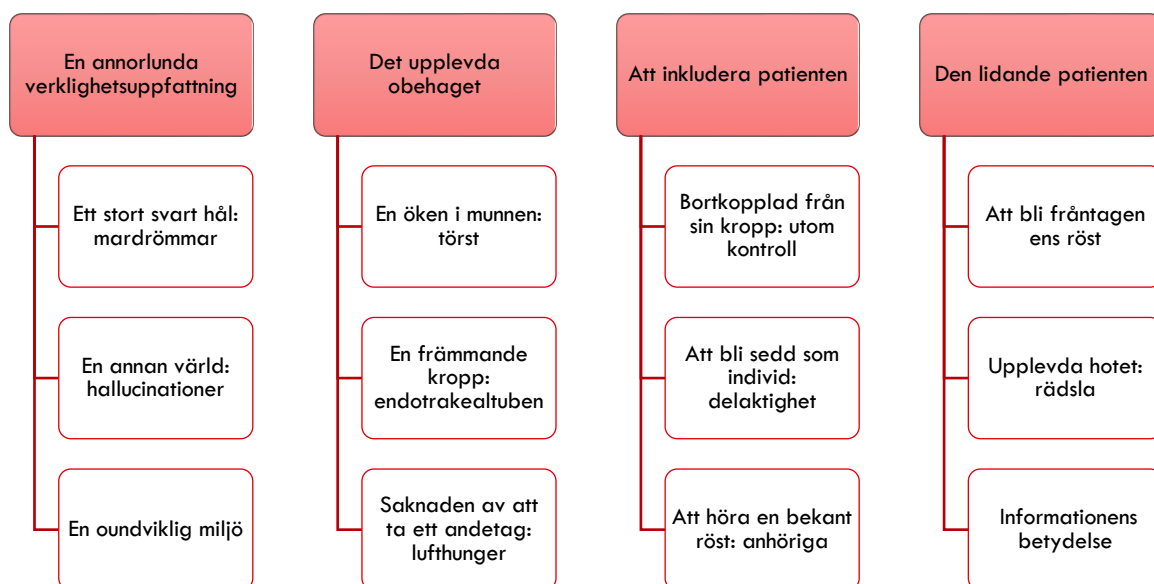 En annorlunda
verklighetsuppfattning
Ett stort svart hål:
mardrömmar
En annan värld:
hallucinationer
En oundviklig miljö
Det upplevda
obehaget
En öken i munnen:
törst
En främmande
kropp:
endotrakealtuben
Saknaden av att
ta ett andetag:
lufthunger
Att inkludera patienten
Bortkopplad från
sin kropp: utom
kontroll
Att bli sedd som
individ:
delaktighet
Att höra en bekant
röst: anhöriga
Den lidande patienten
Att bli fråntagen
ens röst
Upplevda hotet:
rädsla
Informationens
betydelse